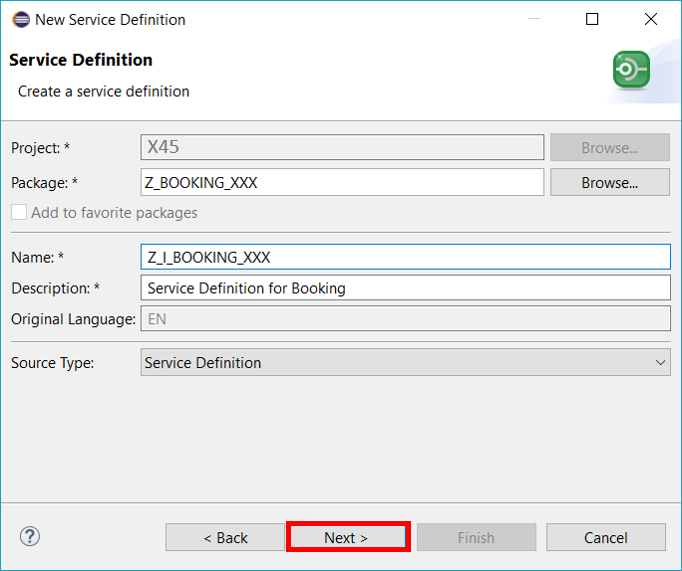 New Service Definition
Service Definition
Create a service definition
Project: * X45 Browse...
Package: * Z_BOOKING_XXX Browse...
Add to favorite packages
Name: * Z_I_BOOKING_XXX
Description: * Service Definition for Booking
Original Language: EN
Source Type: Service Definition
? < Back Next > Finish Cancel